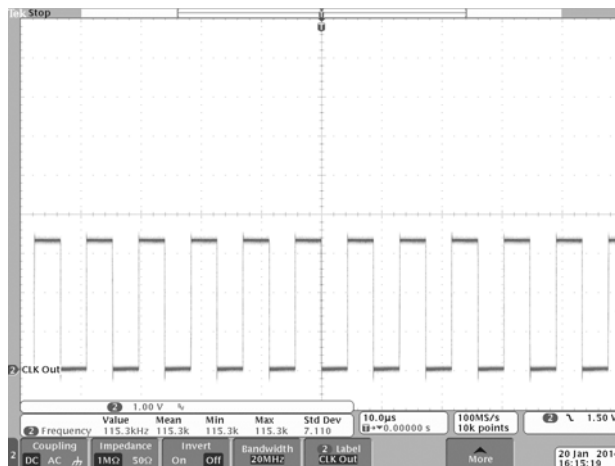 Tek Stop
CLK Out
2 1.00 V
Value Mean Min Max Std Dev
2 Frequency 115.3kHz 115.3k 115.3k 115.3k 7.110
10.0µs
0.00000 s
100MS/s
10k points
2 1.50 V
2
Coupling
DC AC
Impedance
1MΩ 50Ω
Invert
On Off
Bandwidth
20MHz
2 Label
CLK Out
More
20 Jan 20
16:15:19